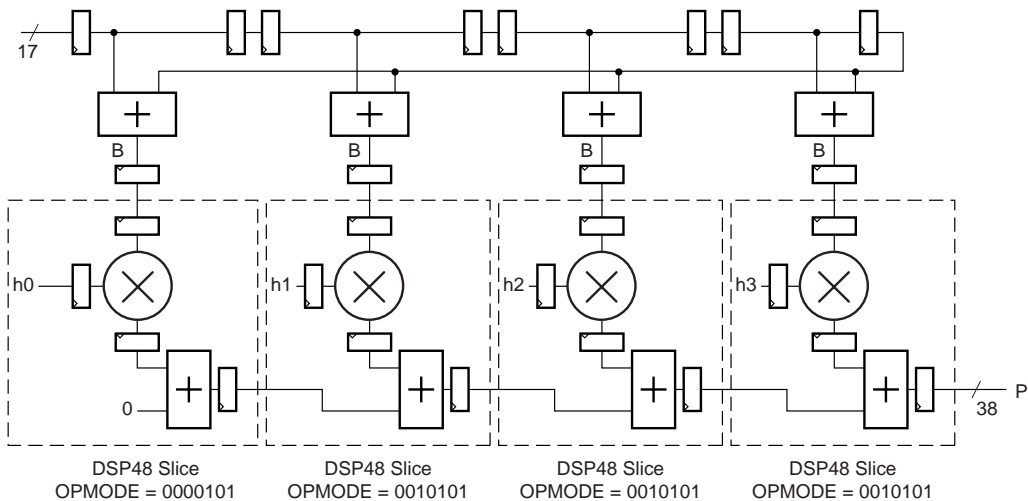 17
B
B
B
B
h0
h1
h2
h3
0
P
38
DSP48 Slice
OPMODE = 0000101
DSP48 Slice
OPMODE = 0010101
DSP48 Slice
OPMODE = 0010101
DSP48 Slice
OPMODE = 0010101